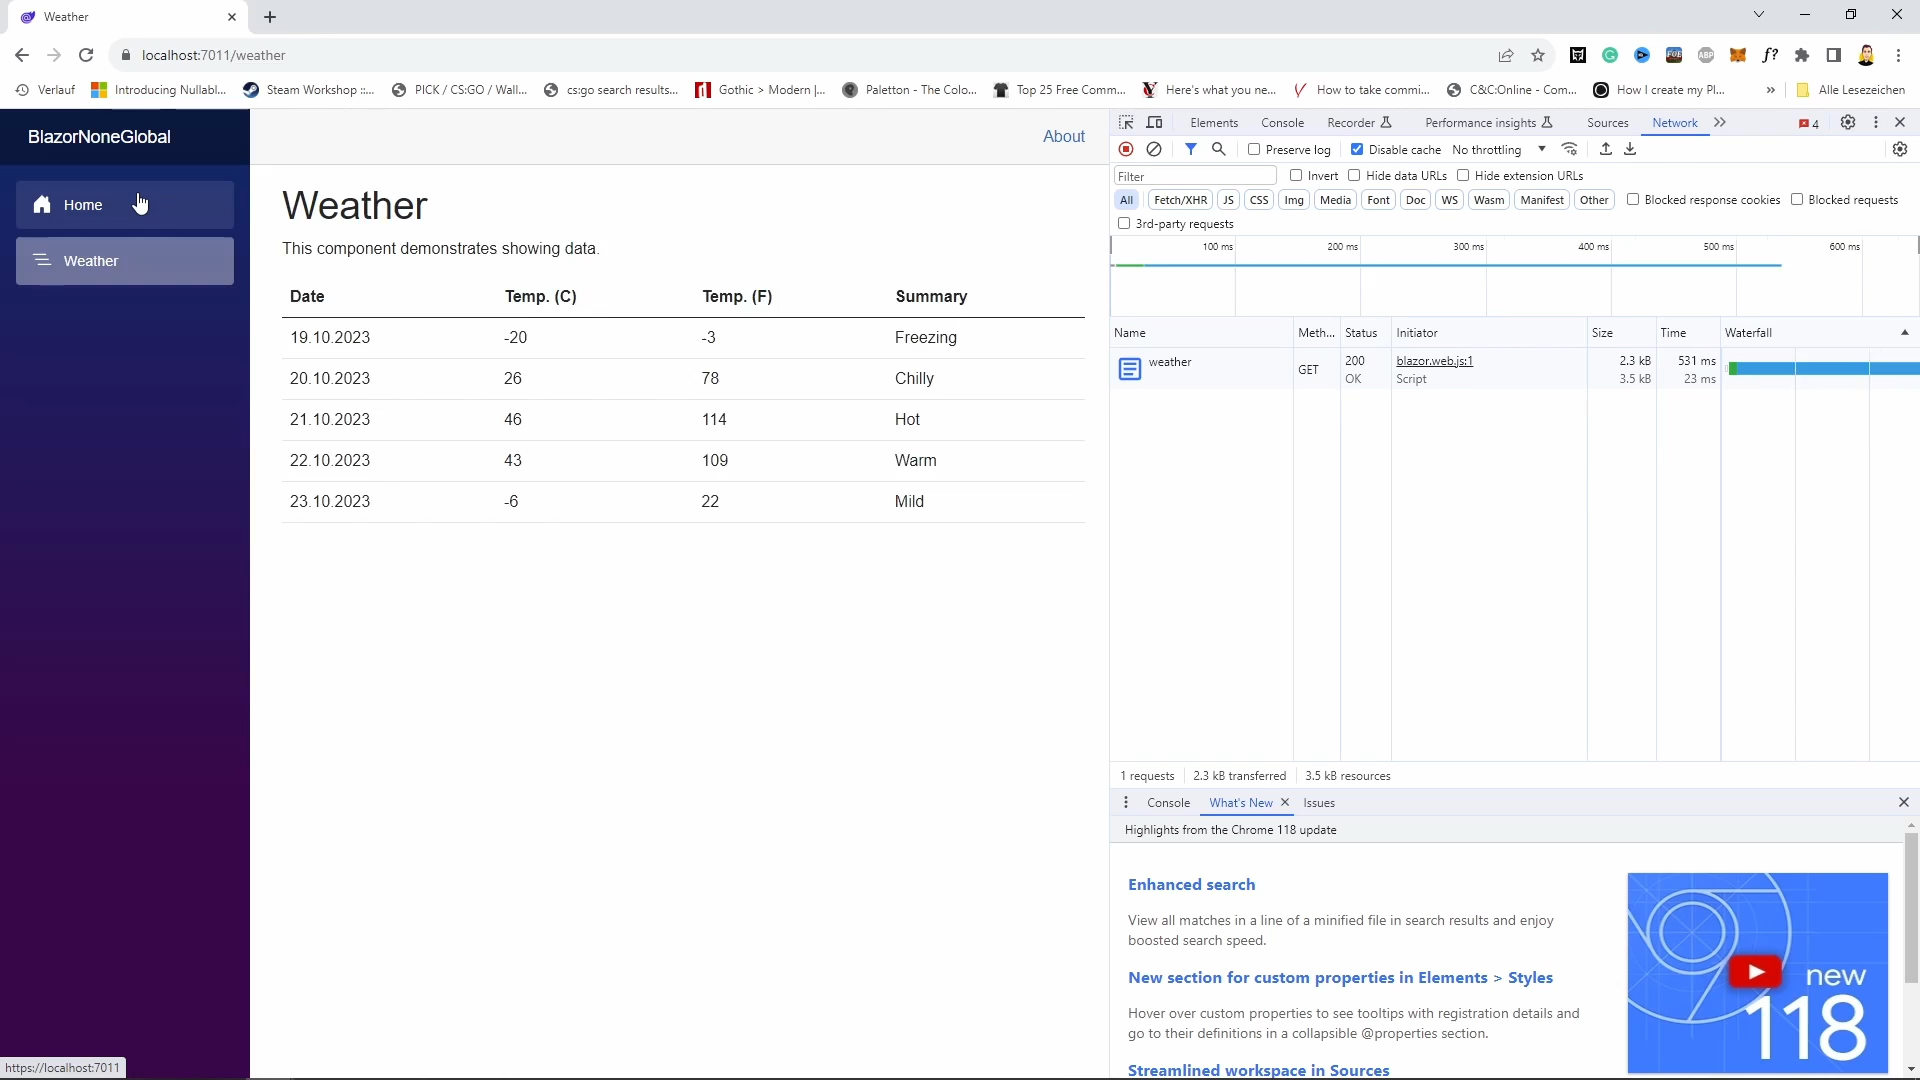 Weather
localhost:7011/weather
Verlauf
Introducing Nullabl...
Steam Workshop ::...
PICK / CS:GO / Wall...
cs:go search results...
Gothic > Modern |...
Paletton - The Colo...
Top 25 Free Comm...
Here's what you ne...
How to take commi...
C&C:Online - Com...
How I create my Pl...
»
Alle Lesezeichen
BlazorNoneGlobal
Home
Weather
About
Weather
This component demonstrates showing data.
Date Temp. (C) Temp. (F) Summary
19.10.2023 -20 -3 Freezing
20.10.2023 26 78 Chilly
21.10.2023 46 114 Hot
22.10.2023 43 109 Warm
23.10.2023 -6 22 Mild
https://localhost:7011
Elements Console Recorder Performance insights Sources Network » 4
Preserve log Disable cache No throttling
Filter Invert Hide data URLs Hide extension URLs
All Fetch/XHR JS CSS Img Media Font Doc WS Wasm Manifest Other Blocked response cookies Blocked requests
3rd-party requests
100 ms 200 ms 300 ms 400 ms 500 ms 600 ms
Name Meth... Status Initiator Size Time Waterfall
weather GET 200 blazor.web.js:1 2.3 kB 531 ms
OK Script 3.5 kB 23 ms
1 requests 2.3 kB transferred 3.5 kB resources
Console What's New Issues
Highlights from the Chrome 118 update
Enhanced search
View all matches in a line of a minified file in search results and enjoy
boosted search speed.
New section for custom properties in Elements > Styles
Hover over custom properties to see tooltips with registration details and
go to their definitions in a collapsible @properties section.
Streamlined workspace in Sources
new
118